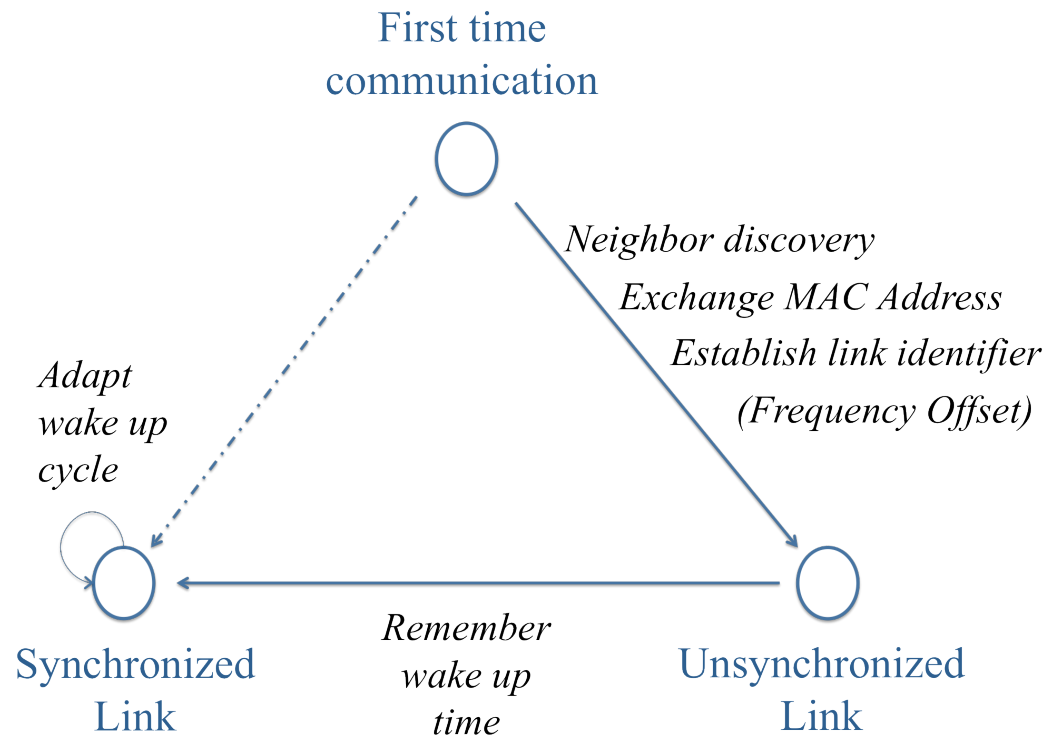 First time
communication
Neighbor discovery
Exchange MAC Address
Establish link identifier
(Frequency Offset)
Adapt
wake up
cycle
Remember
wake up
time
Synchronized
Link
Unsynchronized
Link